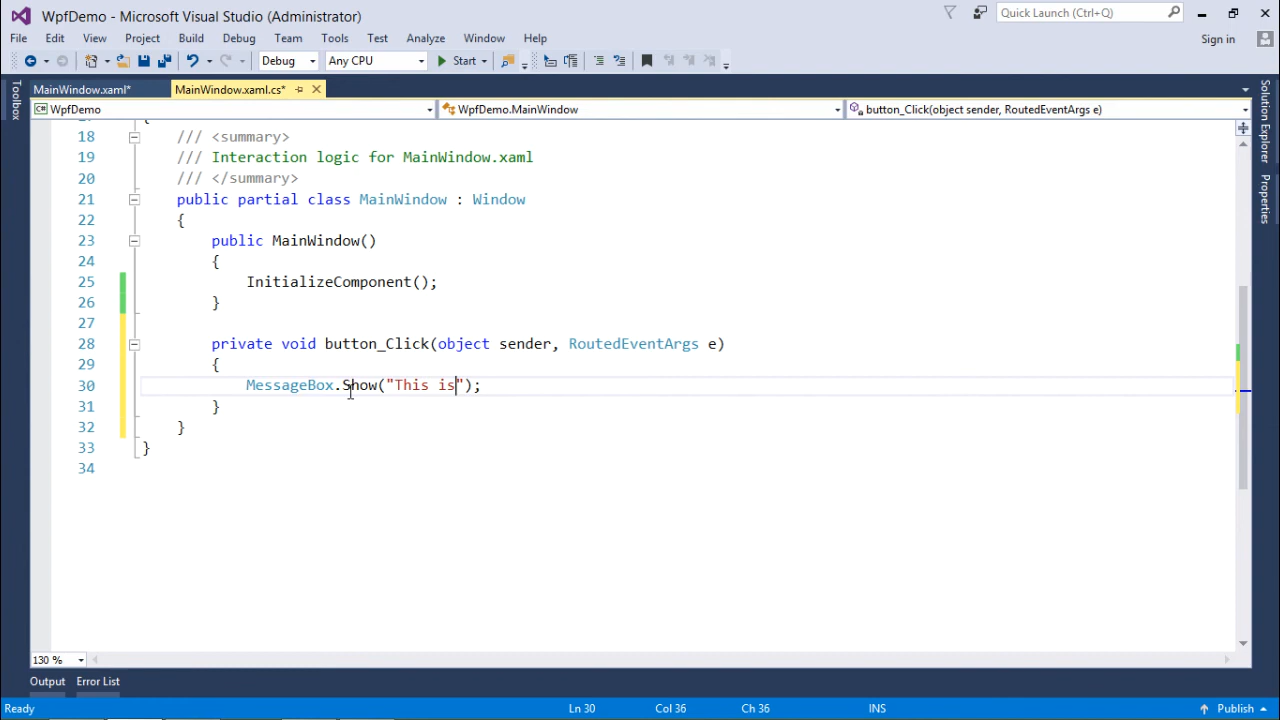 WpfDemo - Microsoft Visual Studio (Administrator)
Quick Launch (Ctrl+Q)
File Edit View Project Build Debug Team Tools Test Analyze Window Help
Sign in
Debug Any CPU Start
Toolbox
MainWindow.xaml* MainWindow.xaml.cs*
WpfDemo WpfDemo.MainWindow button_Click(object sender, RoutedEventArgs e)
Solution Explorer
Properties
18 /// <summary>
19 /// Interaction logic for MainWindow.xaml
20 /// </summary>
21 public partial class MainWindow : Window
22 {
23 public MainWindow()
24 {
25 InitializeComponent();
26 }
27
28 private void button_Click(object sender, RoutedEventArgs e)
29 {
30 MessageBox.Show("This is");
31 }
32 }
33 }
34
130 %
Output Error List
Ready Ln 30 Col 36 Ch 36 INS Publish